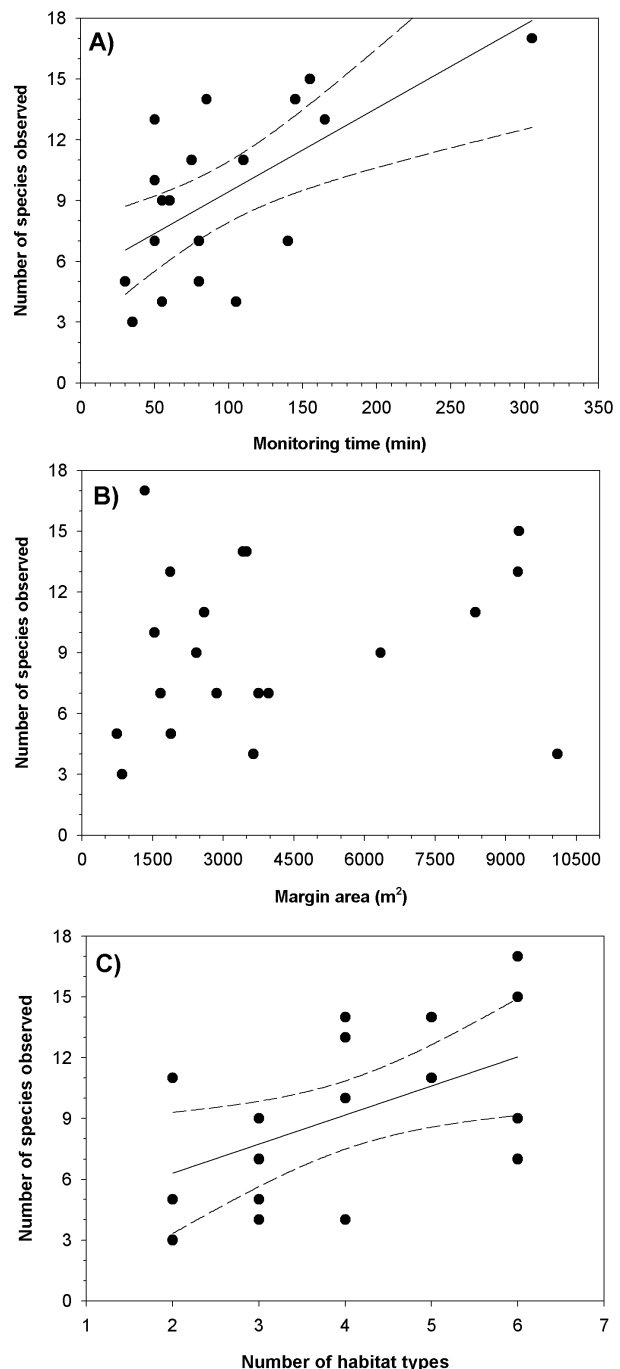 A)
Number of species observed
18
15
12
9
6
3
0
0 50 100 150 200 250 300 350
Monitoring time (min)
B)
Number of species observed
18
15
12
9
6
3
0
0 1500 3000 4500 6000 7500 9000 10500
Margin area (m²)
C)
Number of species observed
18
15
12
9
6
3
0
1 2 3 4 5 6 7
Number of habitat types